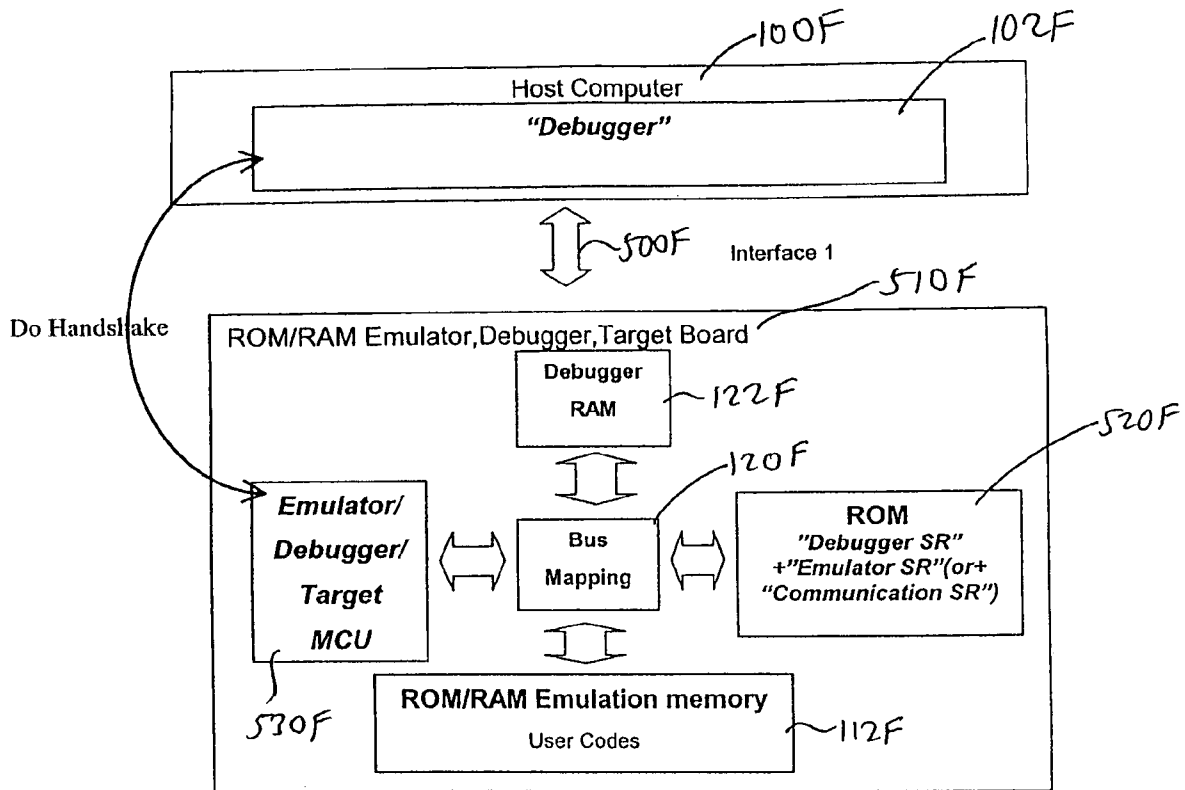 100F
102F
Host Computer
"Debugger"
500F
Interface 1
510F
Do Handshake
ROM/RAM Emulator,Debugger,Target Board
Debugger
RAM
122F
520F
120F
Emulator/
Debugger/
Target
MCU
Bus
Mapping
ROM
"Debugger SR"
+"Emulator SR"(or+
"Communication SR")
530F
ROM/RAM Emulation memory
User Codes
112F